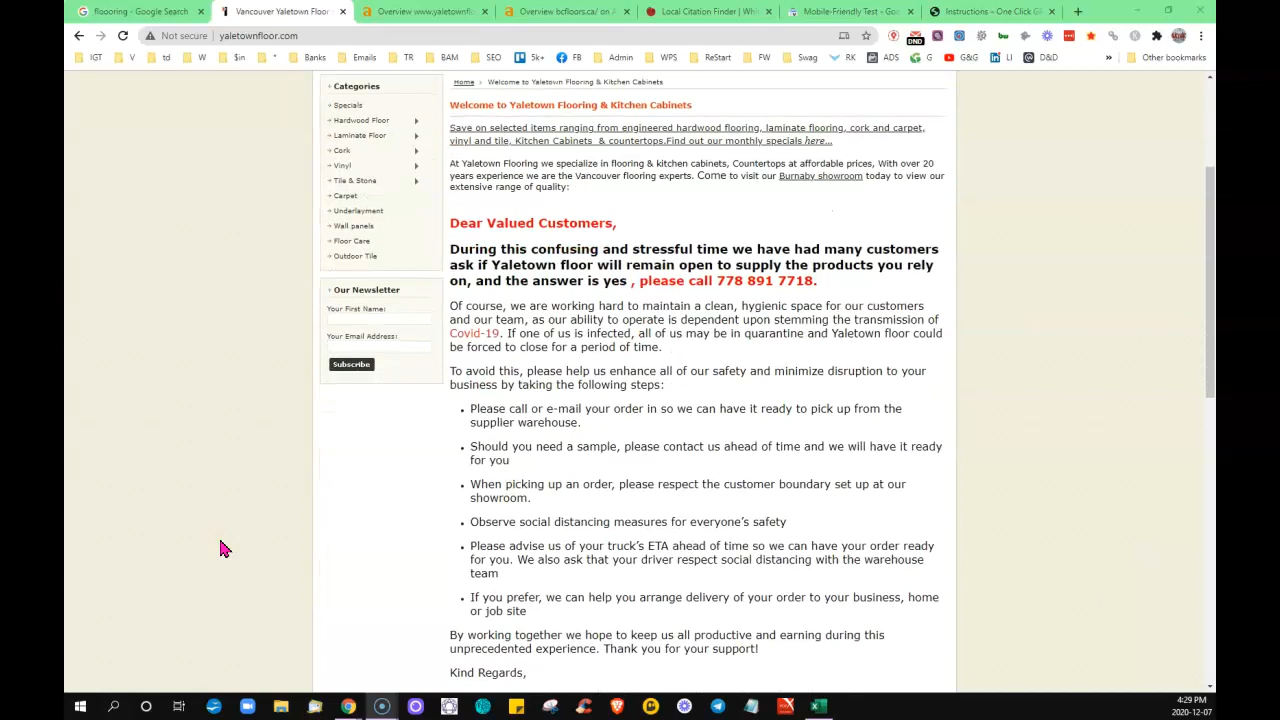 flooring - Google Search
Vancouver Yaletown Floor
Overview www.yaletownfl
Overview bcfloors.ca/ on A
Local Citation Finder | Whi
Mobile-Friendly Test - Goo
Instructions – One Click GF
Not secure | yaletownfloor.com
DND
IGT V td W $in * Banks Emails TR BAM SEO 5k+ FB Admin WPS ReStart FW Swag RK ADS G G&G LI D&D » Other bookmarks
Categories
Specials
Hardwood Floor
Laminate Floor
Cork
Vinyl
Tile & Stone
Carpet
Underlayment
Wall panels
Floor Care
Outdoor Tile
Our Newsletter
Your First Name:
Your Email Address:
Subscribe
Home › Welcome to Yaletown Flooring & Kitchen Cabinets
Welcome to Yaletown Flooring & Kitchen Cabinets
Save on selected items ranging from engineered hardwood flooring, laminate flooring, cork and carpet,
vinyl and tile, Kitchen Cabinets & countertops.Find out our monthly specials here...
At Yaletown Flooring we specialize in flooring & kitchen cabinets, Countertops at affordable prices, With over 20
years experience we are the Vancouver flooring experts. Come to visit our Burnaby showroom today to view our
extensive range of quality:
Dear Valued Customers,
During this confusing and stressful time we have had many customers
ask if Yaletown floor will remain open to supply the products you rely
on, and the answer is yes , please call 778 891 7718.
Of course, we are working hard to maintain a clean, hygienic space for our customers
and our team, as our ability to operate is dependent upon stemming the transmission of
Covid-19. If one of us is infected, all of us may be in quarantine and Yaletown floor could
be forced to close for a period of time.
To avoid this, please help us enhance all of our safety and minimize disruption to your
business by taking the following steps:
• Please call or e-mail your order in so we can have it ready to pick up from the
supplier warehouse.
• Should you need a sample, please contact us ahead of time and we will have it ready
for you
• When picking up an order, please respect the customer boundary set up at our
showroom.
• Observe social distancing measures for everyone's safety
• Please advise us of your truck's ETA ahead of time so we can have your order ready
for you. We also ask that your driver respect social distancing with the warehouse
team
• If you prefer, we can help you arrange delivery of your order to your business, home
or job site
By working together we hope to keep us all productive and earning during this
unprecedented experience. Thank you for your support!
Kind Regards,
4:29 PM
2020-12-07